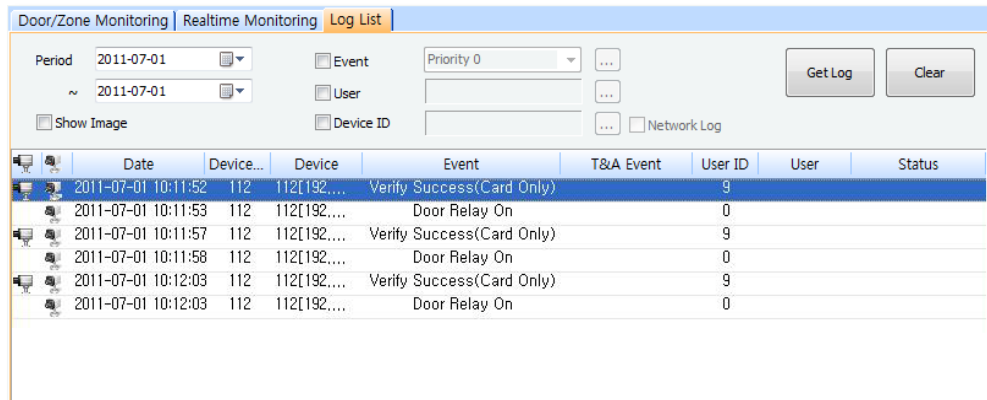 Door/Zone Monitoring Realtime Monitoring Log List
Period 2011-07-01 Event Priority 0 ... Get Log Clear
~ 2011-07-01 User ...
Show Image Device ID ... Network Log
Date Device... Device Event T&A Event User ID User Status
2011-07-01 10:11:52 112 112[192,... Verify Success(Card Only) 9
2011-07-01 10:11:53 112 112[192,... Door Relay On 0
2011-07-01 10:11:57 112 112[192,... Verify Success(Card Only) 9
2011-07-01 10:11:58 112 112[192,... Door Relay On 0
2011-07-01 10:12:03 112 112[192,... Verify Success(Card Only) 9
2011-07-01 10:12:03 112 112[192,... Door Relay On 0